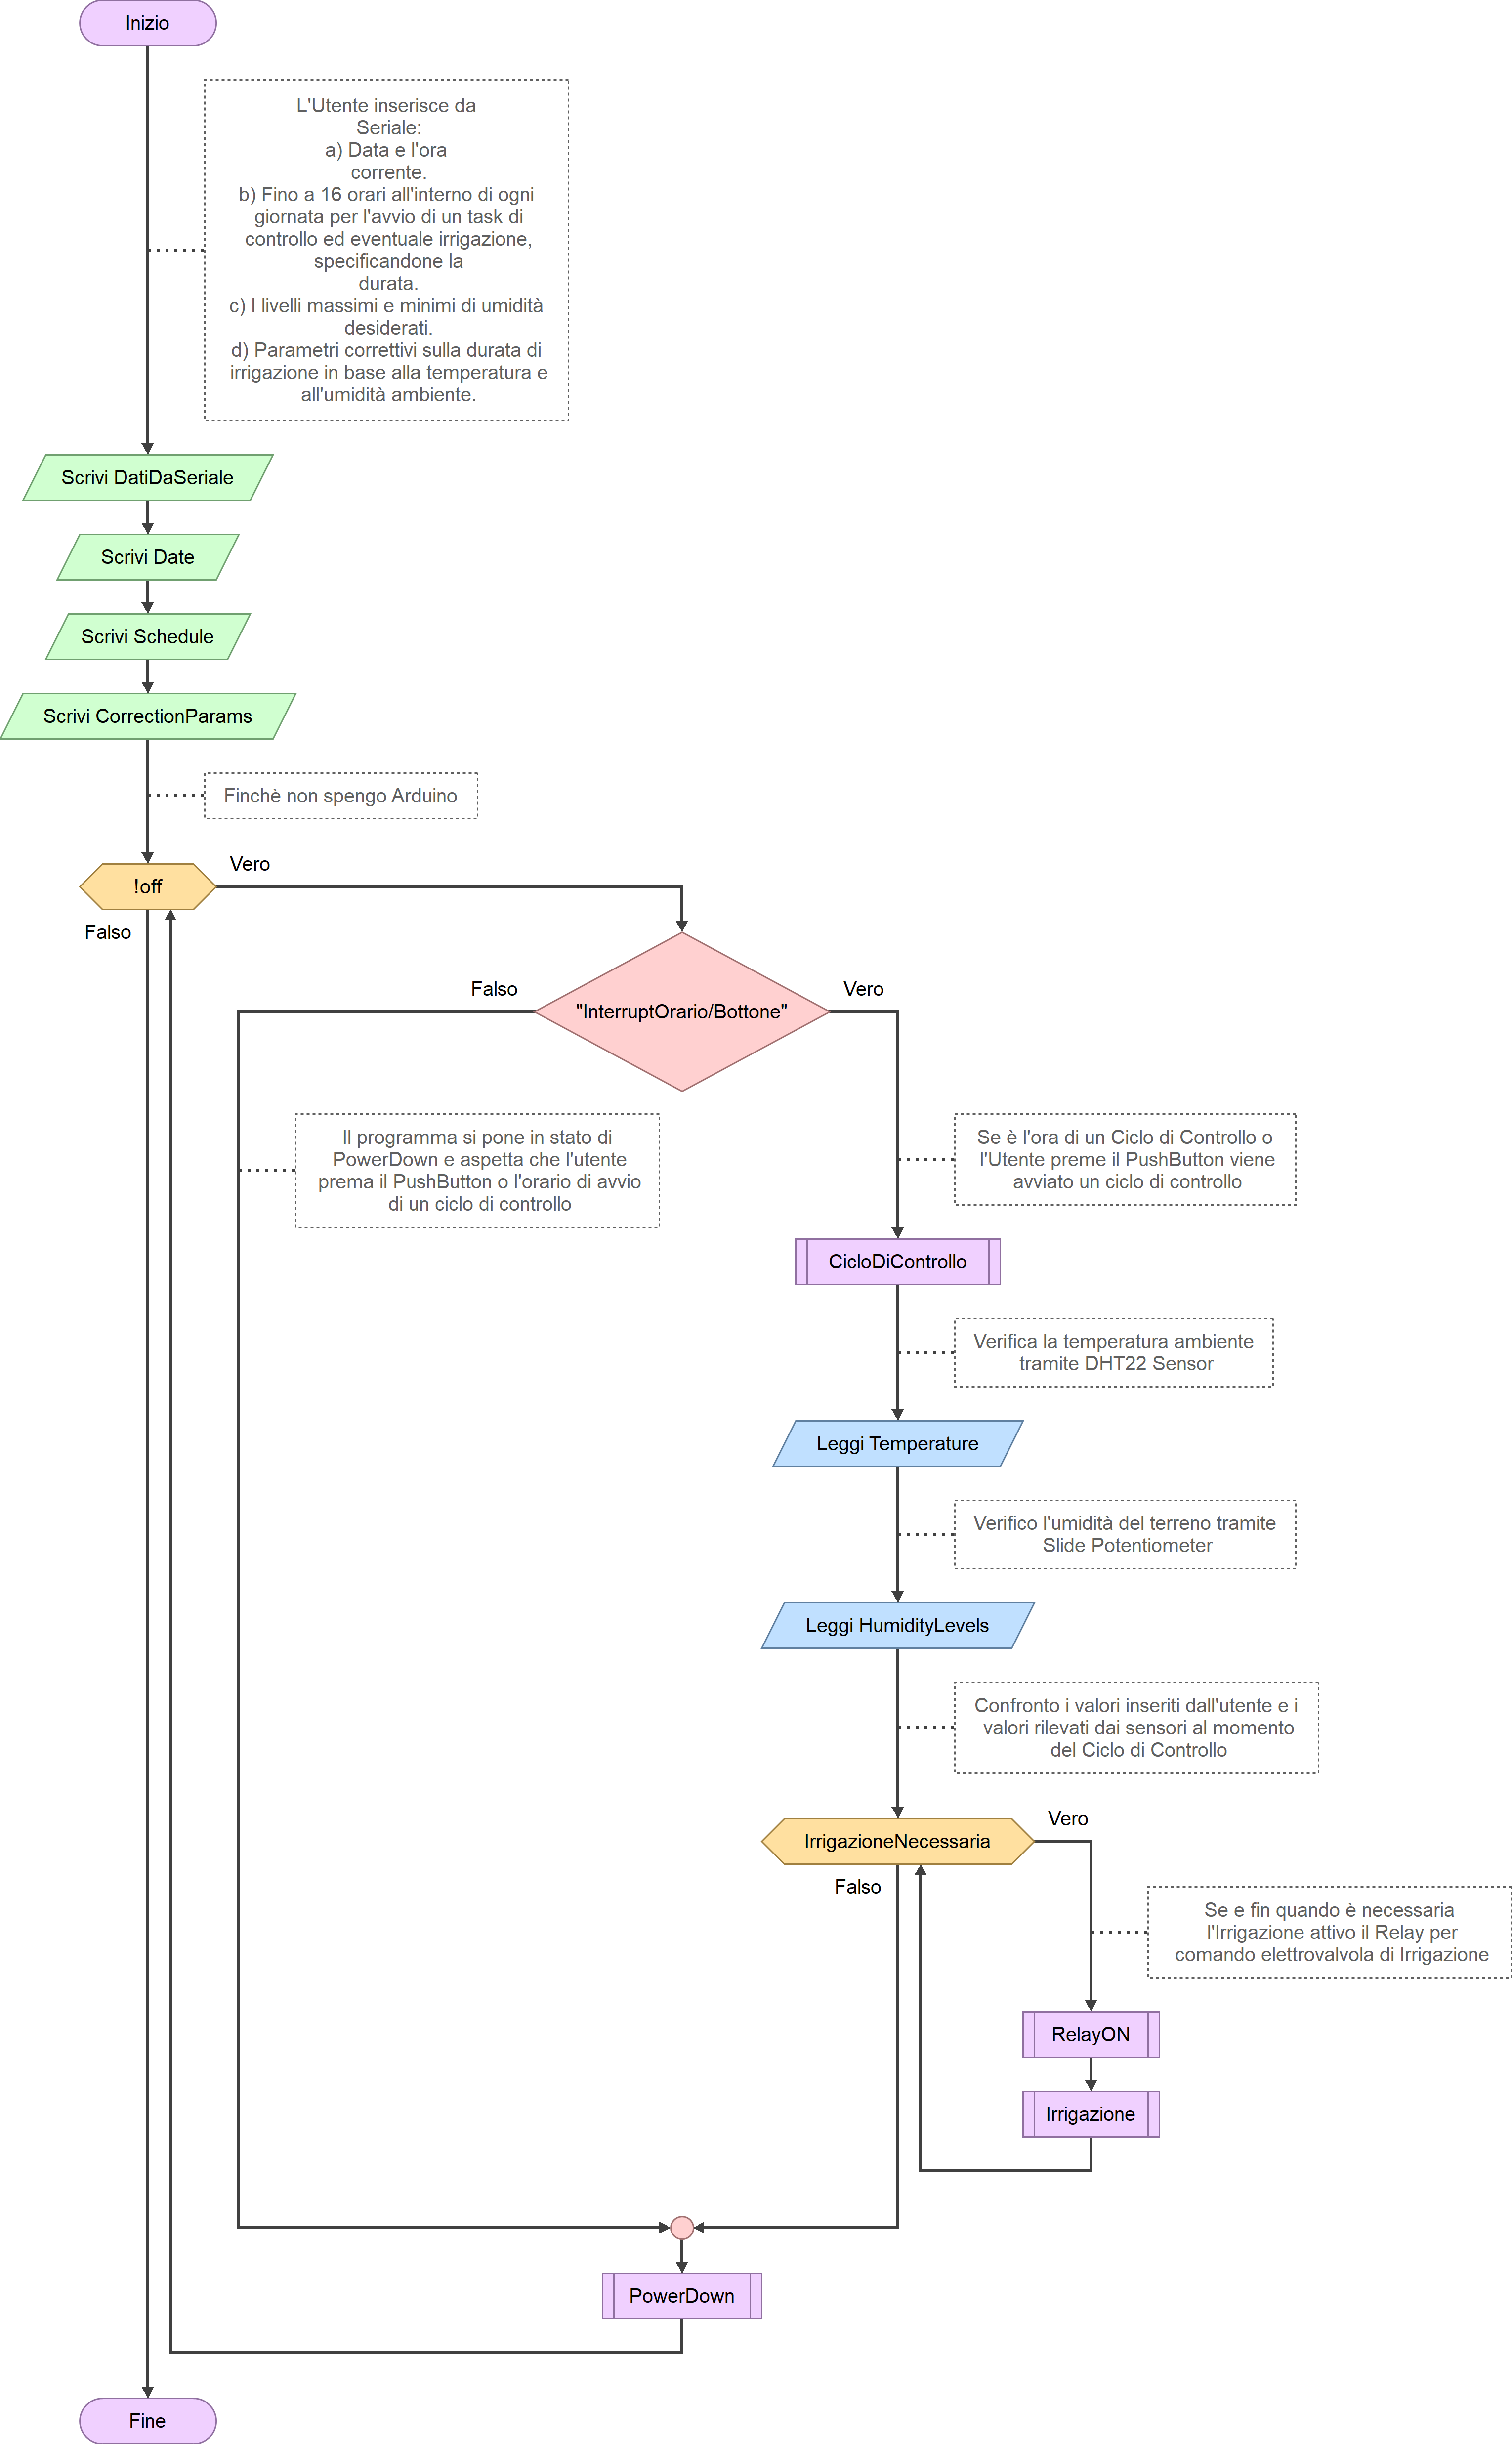 Inizio
L'Utente inserisce da
Seriale:
a) Data e l'ora
corrente.
b) Fino a 16 orari all'interno di ogni
giornata per l'avvio di un task di
controllo ed eventuale irrigazione,
specificandone la
durata.
c) I livelli massimi e minimi di umidità
desiderati.
d) Parametri correttivi sulla durata di
irrigazione in base alla temperatura e
all'umidità ambiente.
Scrivi DatiDaSeriale
Scrivi Date
Scrivi Schedule
Scrivi CorrectionParams
Finchè non spengo Arduino
!off
Vero
Falso
"InterruptOrario/Bottone"
Falso
Vero
Il programma si pone in stato di
PowerDown e aspetta che l'utente
prema il PushButton o l'orario di avvio
di un ciclo di controllo
Se è l'ora di un Ciclo di Controllo o
l'Utente preme il PushButton viene
avviato un ciclo di controllo
CicloDiControllo
Verifica la temperatura ambiente
tramite DHT22 Sensor
Leggi Temperature
Verifico l'umidità del terreno tramite
Slide Potentiometer
Leggi HumidityLevels
Confronto i valori inseriti dall'utente e i
valori rilevati dai sensori al momento
del Ciclo di Controllo
IrrigazioneNecessaria
Vero
Falso
Se e fin quando è necessaria
l'Irrigazione attivo il Relay per
comando elettrovalvola di Irrigazione
RelayON
Irrigazione
PowerDown
Fine